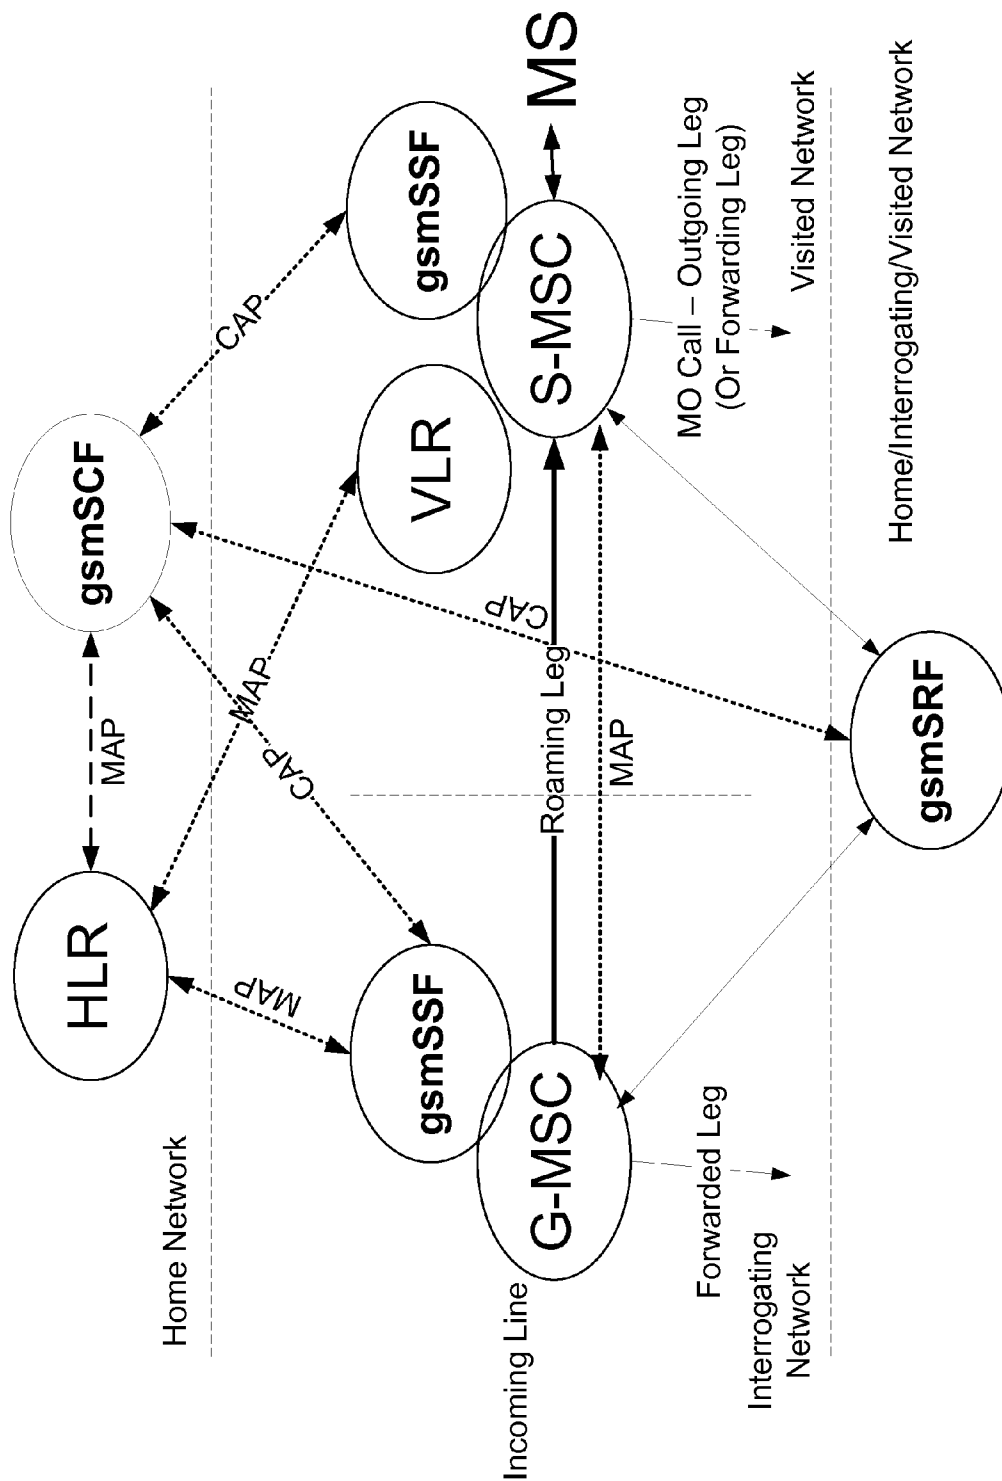 HLR
MAP
gsmSCF
Home Network
MAP
CAP
MAP
CAP
CAP
gsmSSF
VLR
gsmSSF
Incoming Line
G-MSC
Roaming Leg
S-MSC
MS
MAP
Forwarded Leg
MO Call – Outgoing Leg
(Or Forwarding Leg)
Interrogating
Network
Visited Network
gsmSRF
Home/Interrogating/Visited Network